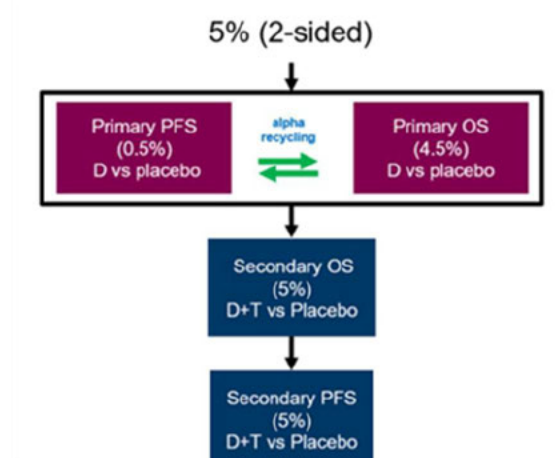 5% (2-sided)
Primary PFS
(0.5%)
D vs placebo
alpha
recycling
Primary OS
(4.5%)
D vs placebo
Secondary OS
(5%)
D+T vs Placebo
Secondary PFS
(5%)
D+T vs Placebo